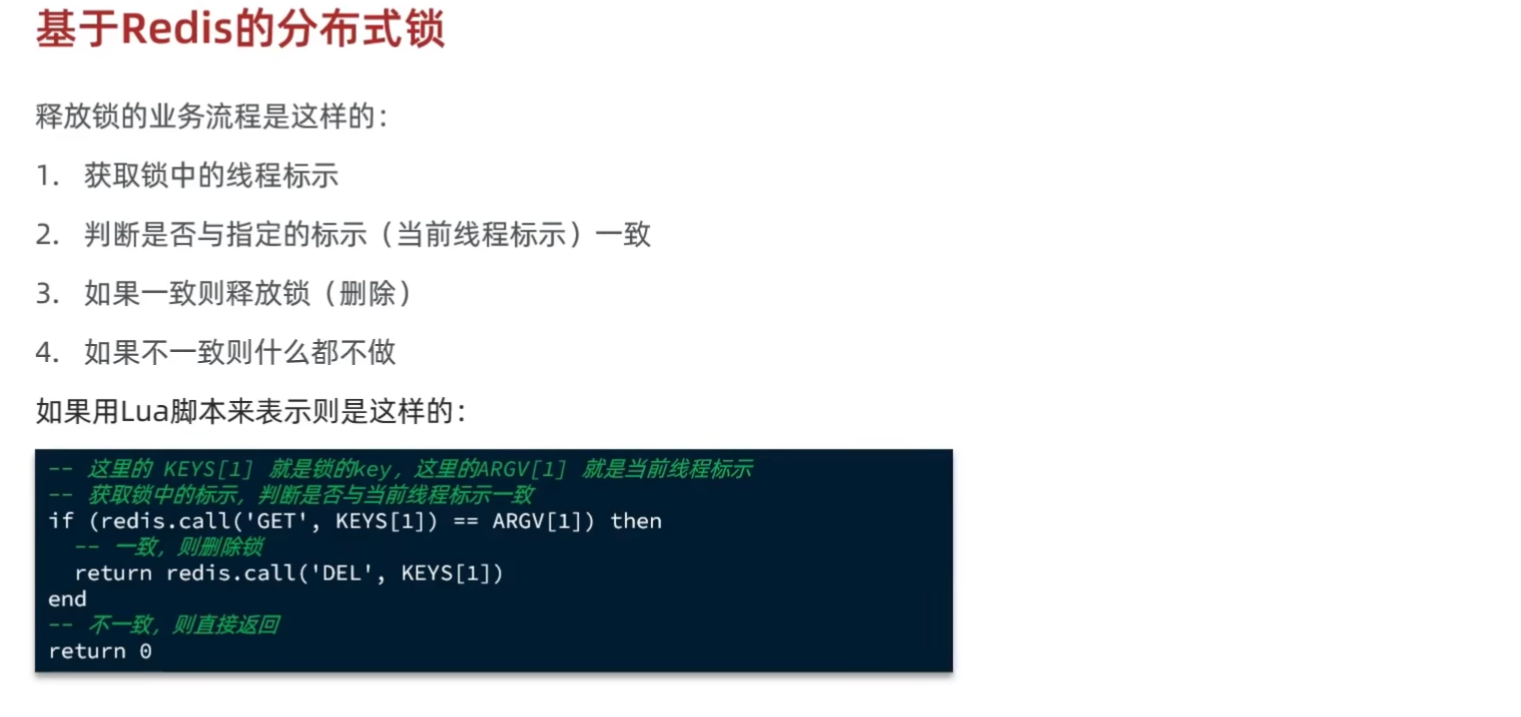 基于Redis的分布式锁
释放锁的业务流程是这样的：
1. 获取锁中的线程标示
2. 判断是否与指定的标示（当前线程标示）一致
3. 如果一致则释放锁（删除）
4. 如果不一致则什么都不做
如果用Lua脚本来表示则是这样的：
-- 这里的 KEYS[1] 就是锁的key，这里的ARGV[1] 就是当前线程标示
-- 获取锁中的标示，判断是否与当前线程标示一致
if (redis.call('GET', KEYS[1]) == ARGV[1]) then
  -- 一致，则删除锁
  return redis.call('DEL', KEYS[1])
end
-- 不一致，则直接返回
return 0